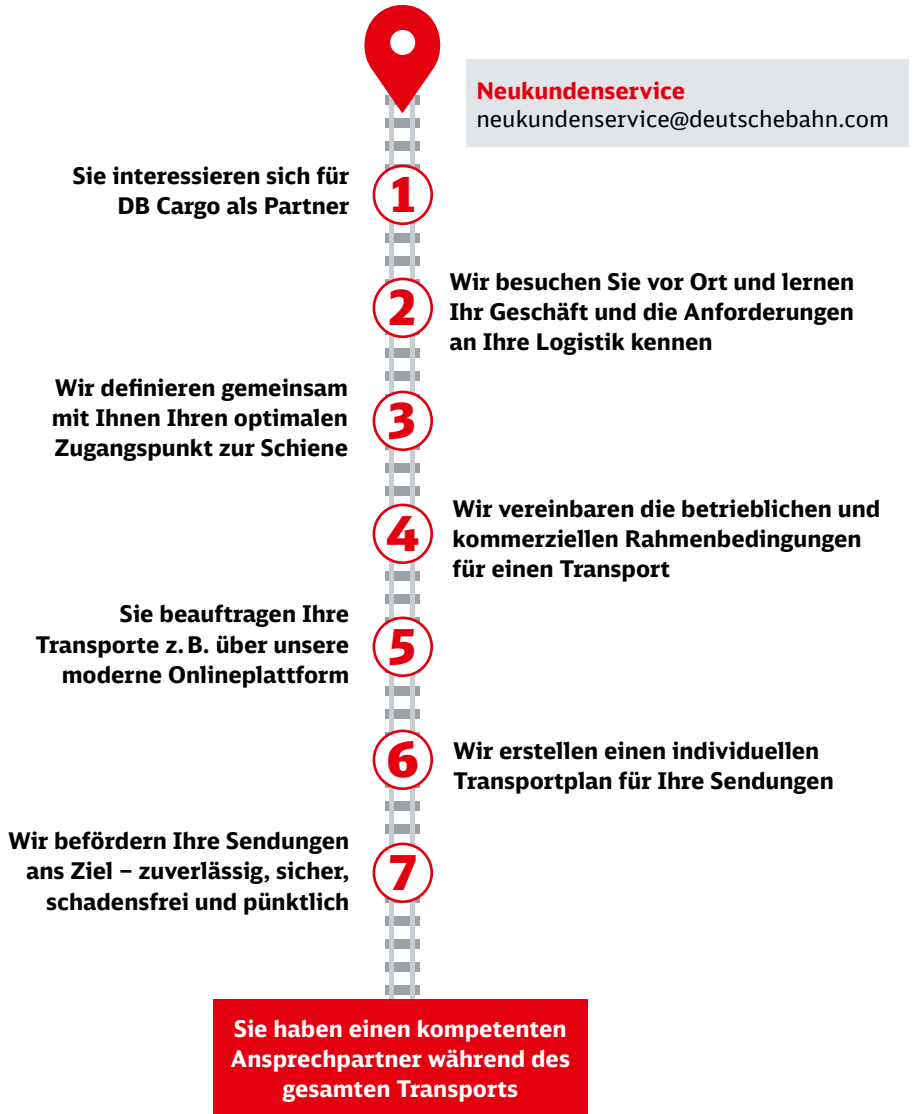 Neukundenservice
neukundenservice@deutschebahn.com
Sie interessieren sich für
DB Cargo als Partner
1
2
Wir besuchen Sie vor Ort und lernen
Ihr Geschäft und die Anforderungen
an Ihre Logistik kennen
Wir definieren gemeinsam
mit Ihnen Ihren optimalen
Zugangspunkt zur Schiene
3
4
Wir vereinbaren die betrieblichen und
kommerziellen Rahmenbedingungen
für einen Transport
Sie beauftragen Ihre
Transporte z. B. über unsere
moderne Onlineplattform
5
6
Wir erstellen einen individuellen
Transportplan für Ihre Sendungen
Wir befördern Ihre Sendungen
ans Ziel – zuverlässig, sicher,
schadensfrei und pünktlich
7
Sie haben einen kompetenten
Ansprechpartner während des
gesamten Transports